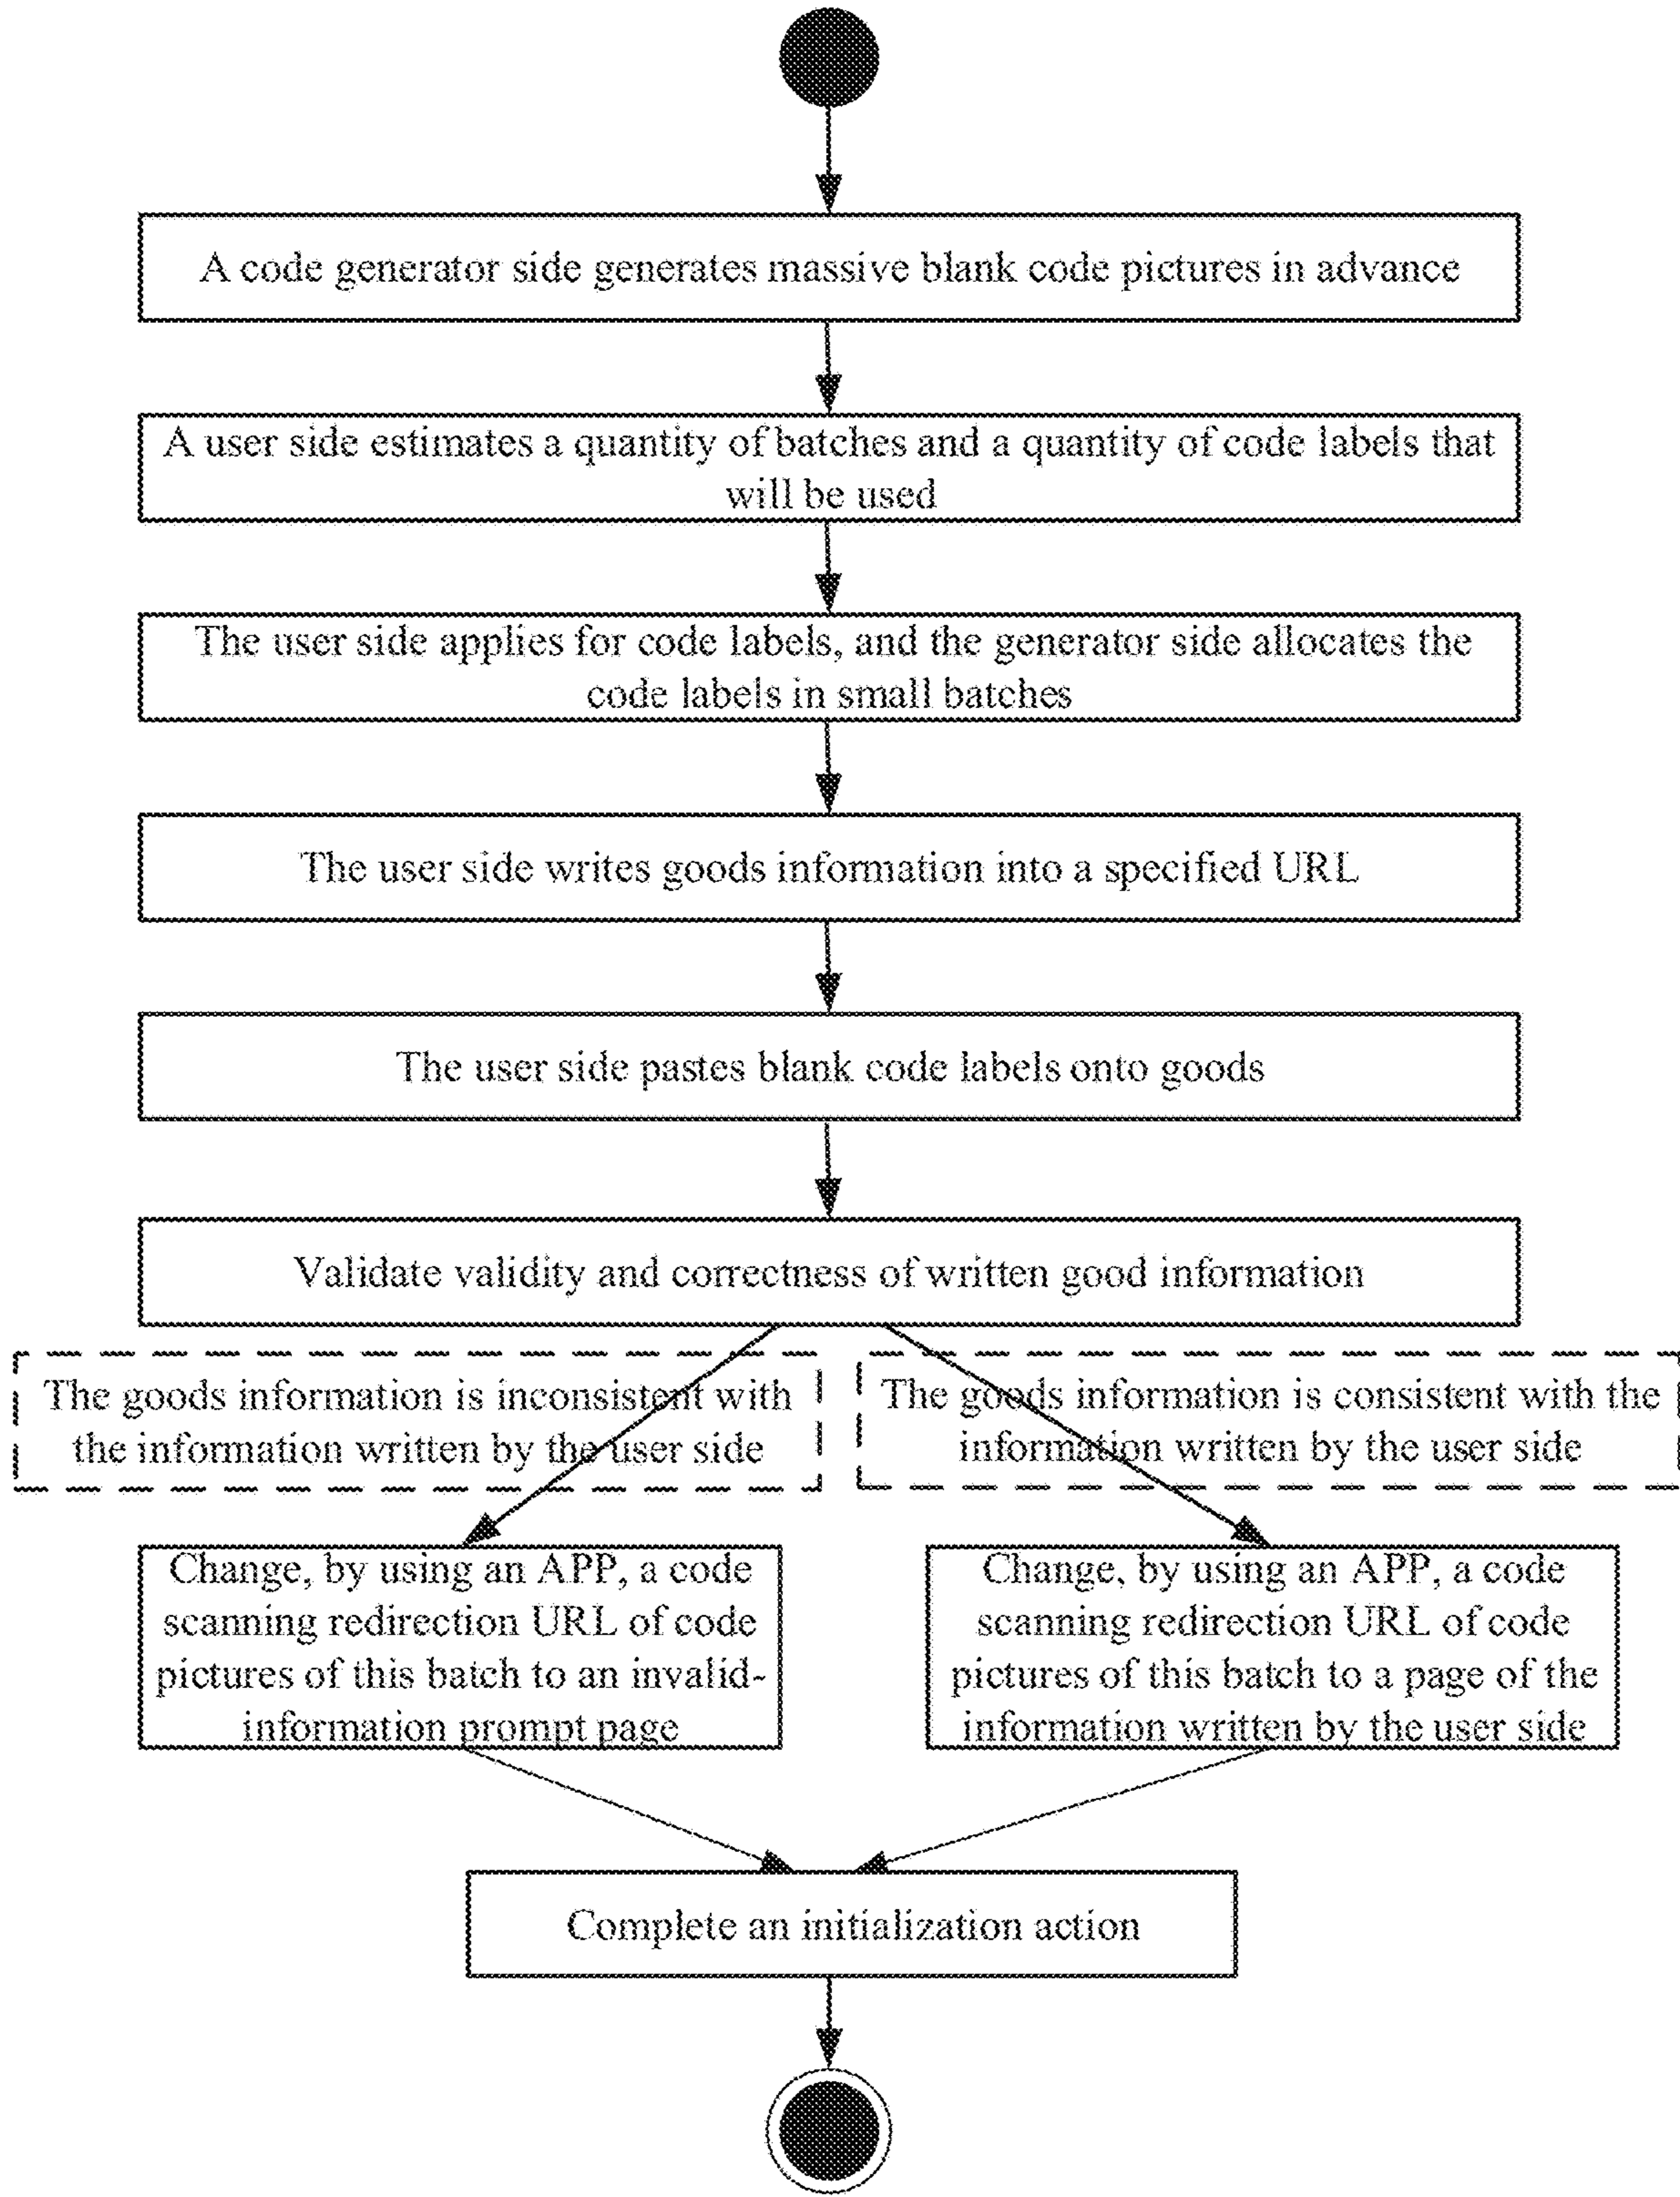 A code generator side generates massive blank code pictures in advance
A user side estimates a quantity of batches and a quantity of code labels that
will be used
The user side applies for code labels, and the generator side allocates the
code labels in small batches
The user side writes goods information into a specified URL
The user side pastes blank code labels onto goods
Validate validity and correctness of written good information
The goods information is inconsistent with
the information written by the user side
The goods information is consistent with the
information written by the user side
Change, by using an APP, a code
scanning redirection URL of code
pictures of this batch to an invalid-
information prompt page
Change, by using an APP, a code
scanning redirection URL of code
pictures of this batch to a page of the
information written by the user side
Complete an initialization action